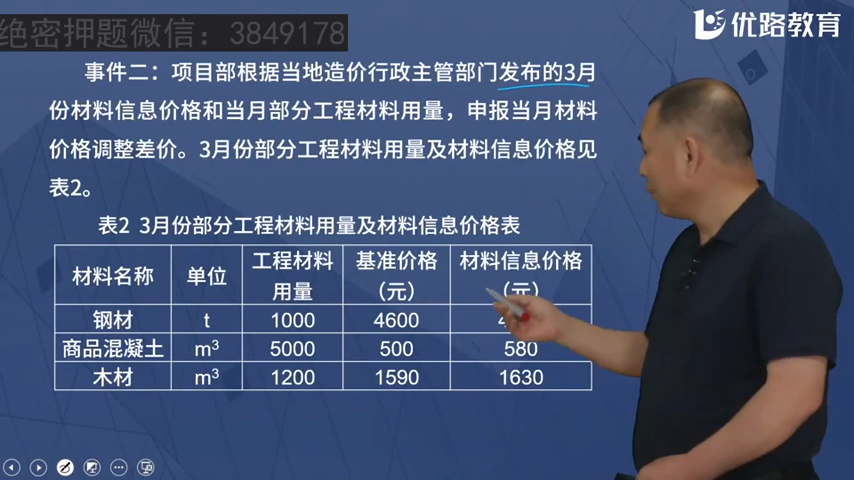 绝密押题微信：3849178
优路教育
事件二：项目部根据当地造价行政主管部门发布的3月
份材料信息价格和当月部分工程材料用量，申报当月材料
价格调整差价。3月份部分工程材料用量及材料信息价格见
表2。
表2 3月份部分工程材料用量及材料信息价格表
材料名称 单位 工程材料用量 基准价格（元） 材料信息价格（元）
钢材 t 1000 4600
商品混凝土 m³ 5000 500 580
木材 m³ 1200 1590 1630